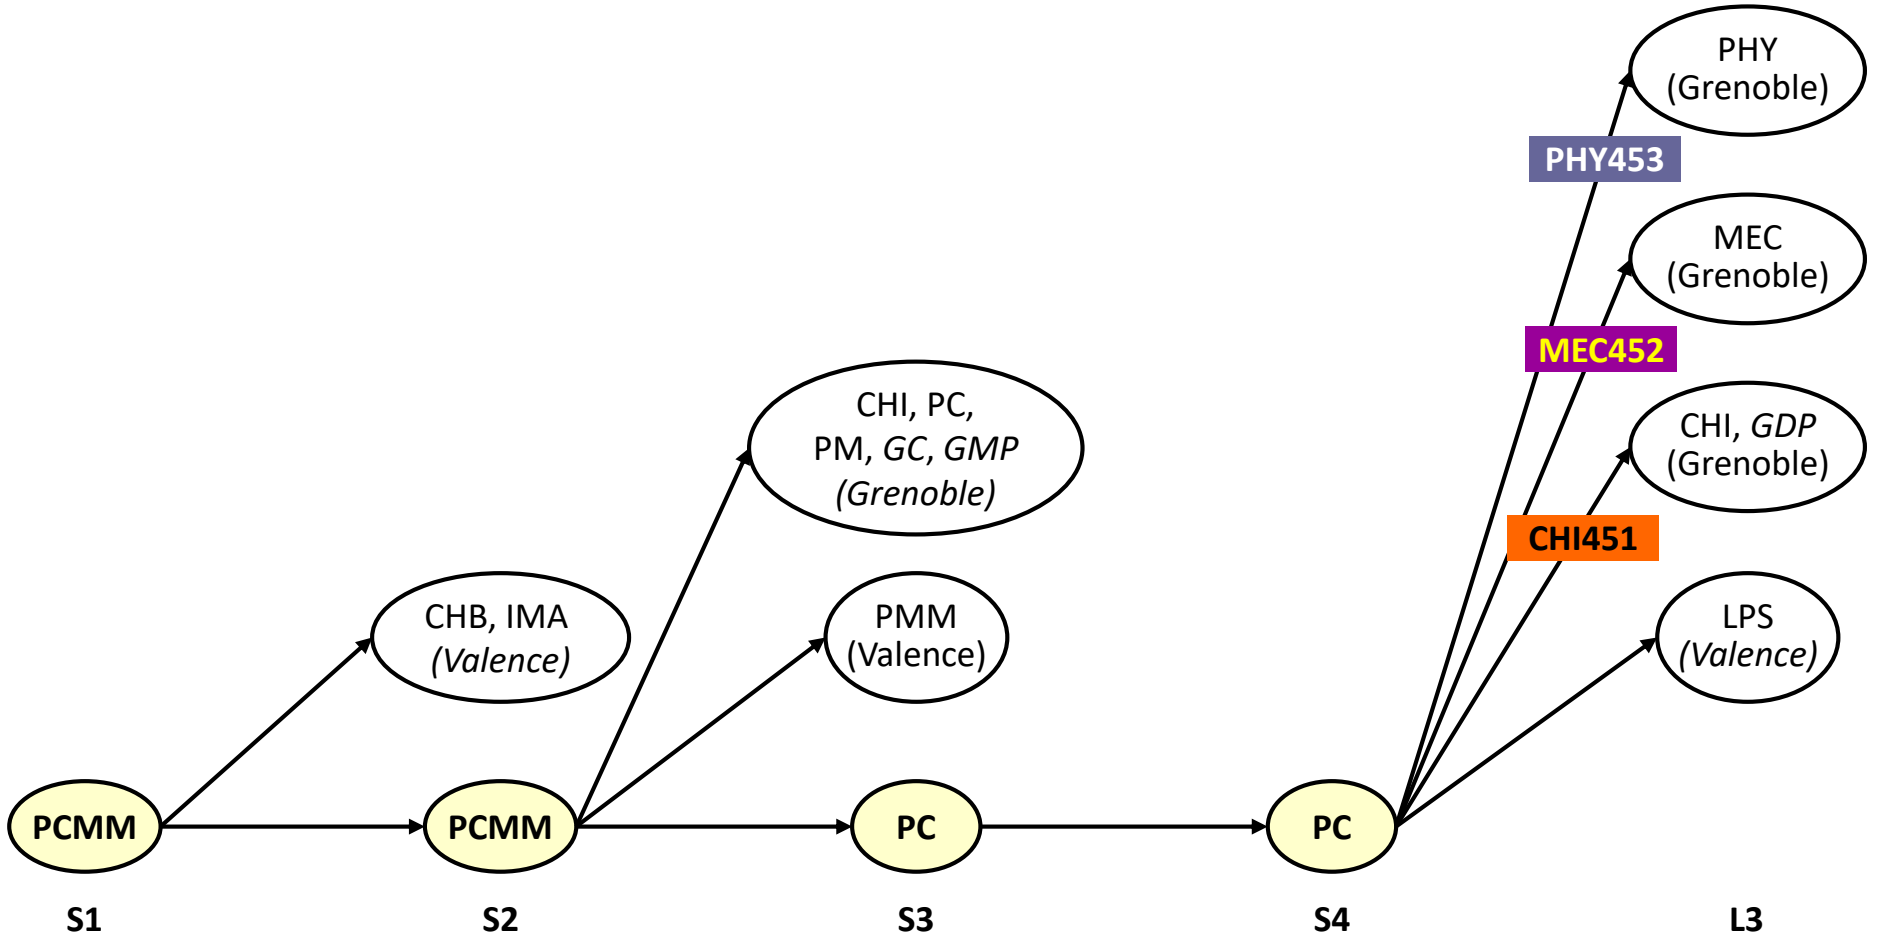 PHY
(Grenoble)
PHY453
MEC
(Grenoble)
MEC452
CHI, PC,
PM, GC, GMP
(Grenoble)
CHI, GDP
(Grenoble)
CHI451
CHB, IMA
(Valence)
PMM
(Valence)
LPS
(Valence)
PCMM
PCMM
PC
PC
S1
S2
S3
S4
L3